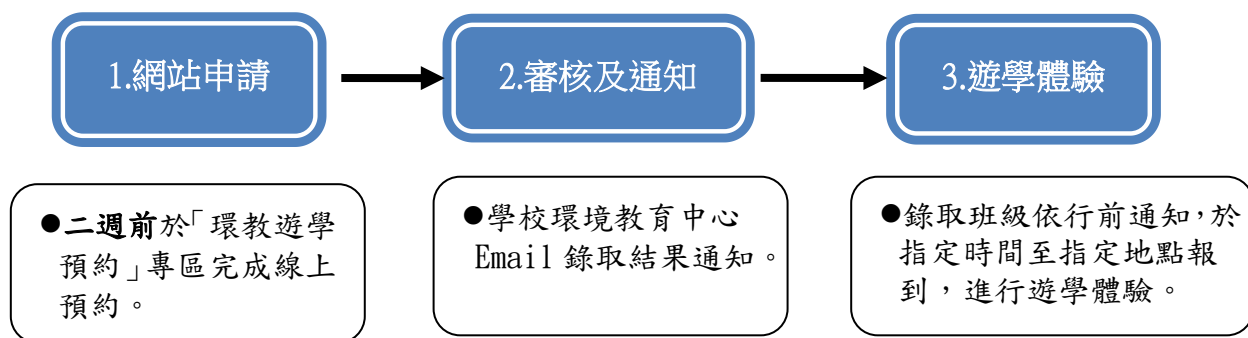 1.網站申請
2.審核及通知
3.遊學體驗
●二週前於「環教遊學
預約」專區完成線上
預約。
●學校環境教育中心
Email 錄取結果通知。
●錄取班級依行前通知，於
指定時間至指定地點報
到，進行遊學體驗。